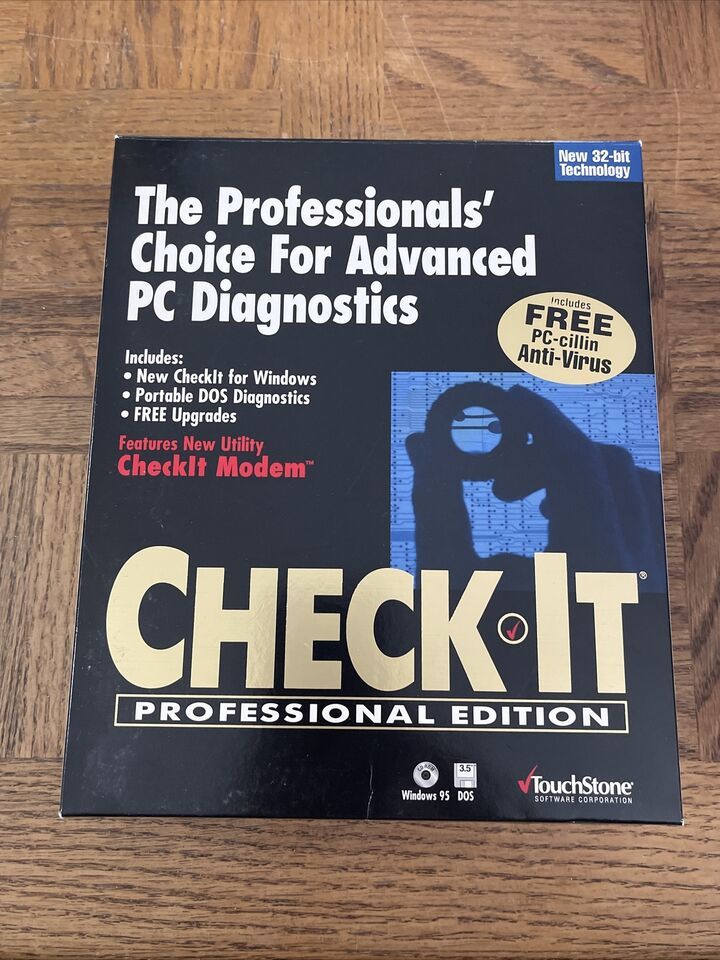 New 32-bit
Technology
The Professionals'
Choice For Advanced
PC Diagnostics
Includes
FREE
PC-cillin
Anti-Virus
Includes:
• New CheckIt for Windows
• Portable DOS Diagnostics
• FREE Upgrades
Features New Utility
CheckIt Modem™
CHECK✓IT®
PROFESSIONAL EDITION
CD-ROM
3.5"
Windows 95 DOS
TouchStone®
SOFTWARE CORPORATION